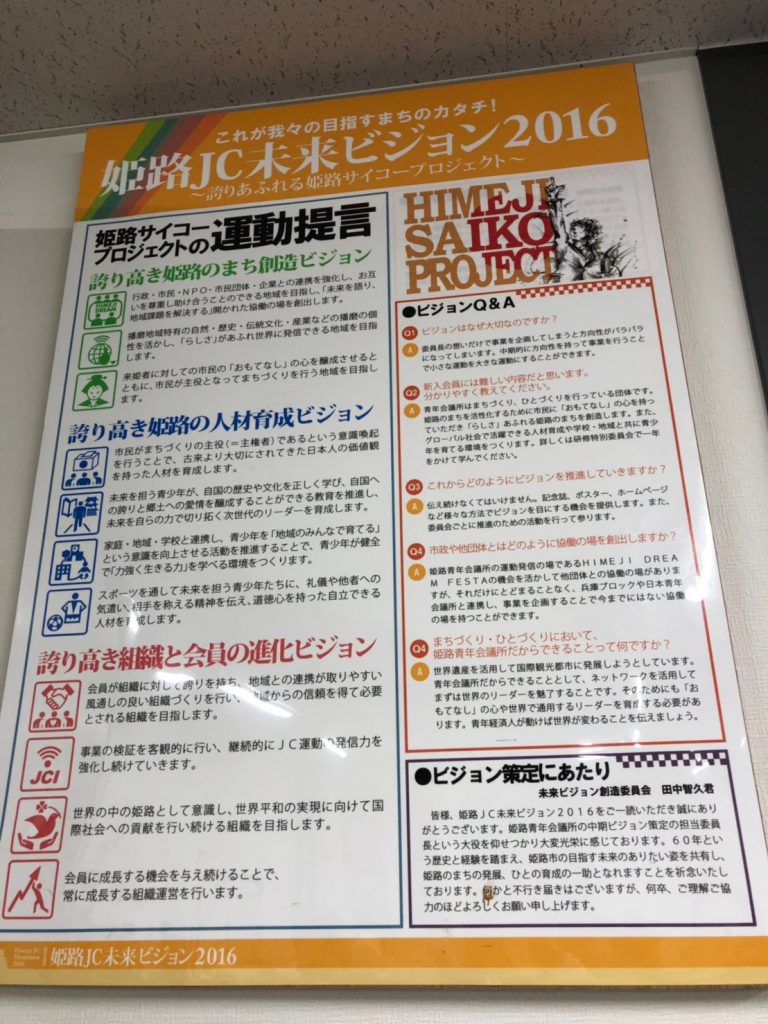 これが我々の目指すまちのカタチ！
姫路JC未来ビジョン2016
～誇りあふれる姫路サイコープロジェクト～
姫路サイコー
プロジェクトの運動提言
誇り高き姫路のまち創造ビジョン
HIMEJI DREAM
行政・市民・NPO・市民団体・企業との連携を強化し、お互
いを尊重し助け合うことのできる地域を目指し、「未来を語り、
地域課題を解決する」開かれた協働の場を創出します。
播磨地域特有の自然・歴史・伝統文化・産業などの播磨の個
性を活かし、「らしさ」があふれ世界に発信できる地域を目指
します。
来姫者に対しての市民の「おもてなし」の心を醸成させると
ともに、市民が主役となってまちづくりを行う地域を目指し
ます。
誇り高き姫路の人材育成ビジョン
市民がまちづくりの主役(＝主権者)であるという意識喚起
を行うことで、古来より大切にされてきた日本人の価値観
を持った人材を育成します。
未来を担う青少年が、自国の歴史や文化を正しく学び、自国へ
の誇りと郷土への愛情を醸成することができる教育を推進し、
未来を自らの力で切り拓く次世代のリーダーを育成します。
家庭・地域・学校と連携し、青少年を「地域のみんなで育てる」
という意識を向上させる活動を推進することで、青少年が健全
で「力強く生きる力」を学べる環境をつくります。
スポーツを通して未来を担う青少年たちに、礼儀や他者への
気遣い、相手を称える精神を伝え、道徳心を持った自立できる
人材を育成します。
誇り高き組織と会員の進化ビジョン
会員が組織に対して誇りを持ち、地域との連携が取りやすい
風通しの良い組織づくりを行い、地域からの信頼を得て必要
とされる組織を目指します。
JCI
事業の検証を客観的に行い、継続的にJC運動の発信力を
強化し続けていきます。
世界の中の姫路として意識し、世界平和の実現に向けて国
際社会への貢献を行い続ける組織を目指します。
会員に成長する機会を与え続けることで、
常に成長する組織運営を行います。
HIMEJI
SAIKO
PROJECT
●ビジョンQ&A
Q1 ビジョンはなぜ大切なのですか？
A 委員長の想いだけで事業を企画してしまうと方向性がバラバラ
になってしまいます。中期的に方向性を持って事業を行うこと
で小さな運動を大きな運動にすることができます。
Q2 新入会員には難しい内容だと思います。
分かりやすく教えてください。
A 青年会議所はまちづくり、ひとづくりを行っている団体です。
姫路のまちを活性化するために市民に「おもてなし」の心を持っ
ていただき「らしさ」あふれる姫路のまちを創造します。また、
グローバル社会で活躍できる人材育成や学校・地域と共に青少
年を育てる環境をつくります。詳しくは研修特別委員会で一年
をかけて学んでください。
Q3 これからどのようにビジョンを推進していきますか？
A 伝え続けなくてはいけません。記念誌、ポスター、ホームページ
など様々な方法でビジョンを目にする機会を提供します。また、
委員会ごとに推進のための活動を行って参ります。
Q4 市政や他団体とはどのように協働の場を創出しますか？
A 姫路青年会議所の運動発信の場であるHIMEJI DREA
M FESTAの機会を活かして他団体との協働の場がありま
すが、それだけにとどまることなく、兵庫ブロックや日本青年
会議所と連携し、事業を企画することで今までにはない協働
の場を持つことができます。
Q4 まちづくり・ひとづくりにおいて、
姫路青年会議所だからできることって何ですか？
A 世界遺産を活用して国際観光都市に発展しようとしています。
青年会議所だからできることとして、ネットワークを活用して
まずは世界のリーダーを魅了することです。そのためにも「お
もてなし」の心や世界で通用するリーダーを育成する必要があ
ります。青年経済人が動けば世界が変わることを伝えましょう。
●ビジョン策定にあたり
未来ビジョン創造委員会 田中智久君
皆様、姫路JC未来ビジョン2016をご一読いただき誠にあり
がとうございます。姫路青年会議所の中期ビジョン策定の担当委員
長という大役を仰せつかり大変光栄に感じております。60年とい
う歴史と経験を踏まえ、姫路市の目指す未来のありたい姿を共有し、
姫路のまちの発展、ひとの育成の一助となれますことを祈念いたし
ております。何かと不行き届きはございますが、何卒、ご理解ご協
力のほどよろしくお願い申し上げます。
姫路JC未来ビジョン2016